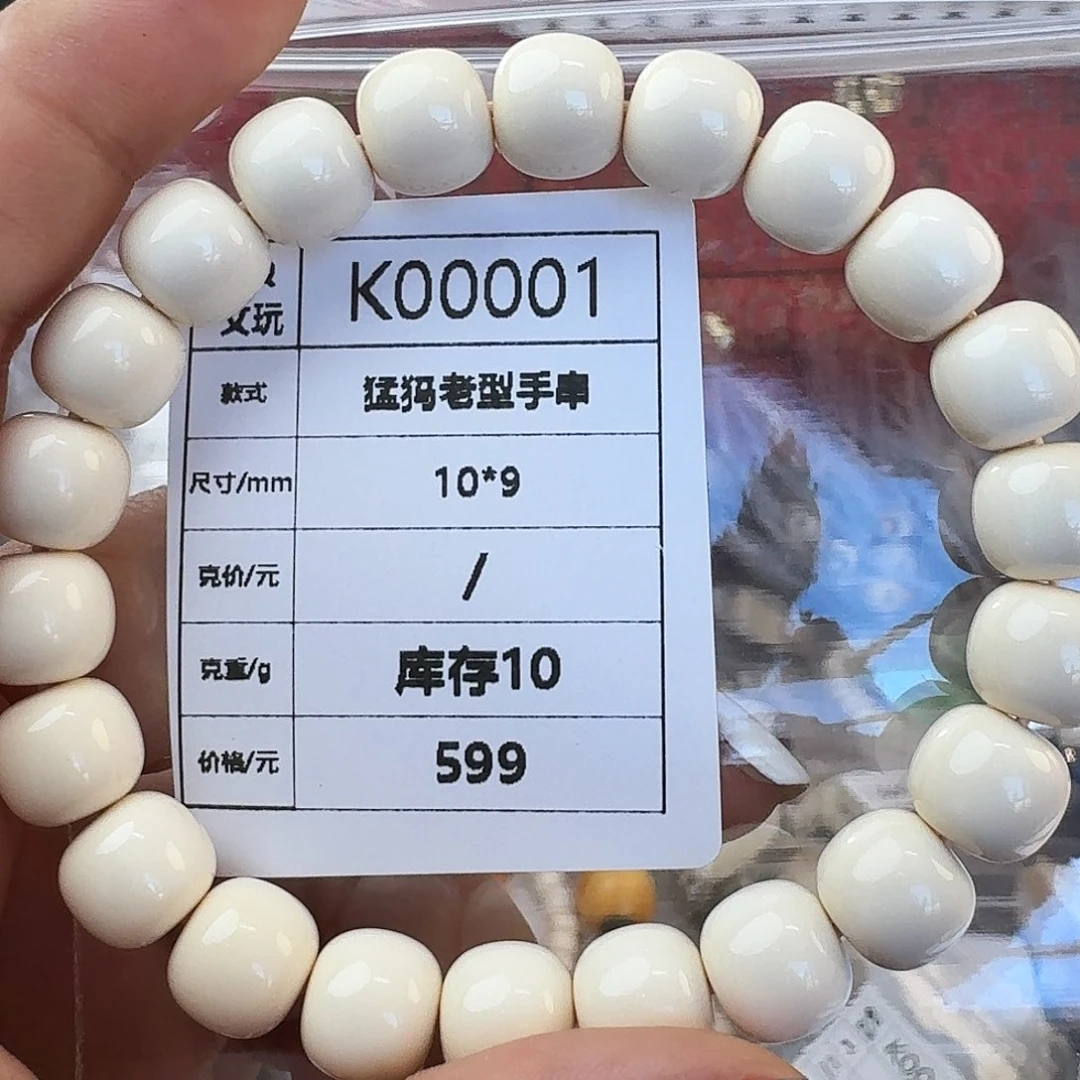 文玩
K00001
款式
猛犸老型手串
尺寸/mm
10*9
克价/元
/
克重/g
库存10
价格/元
599
K00